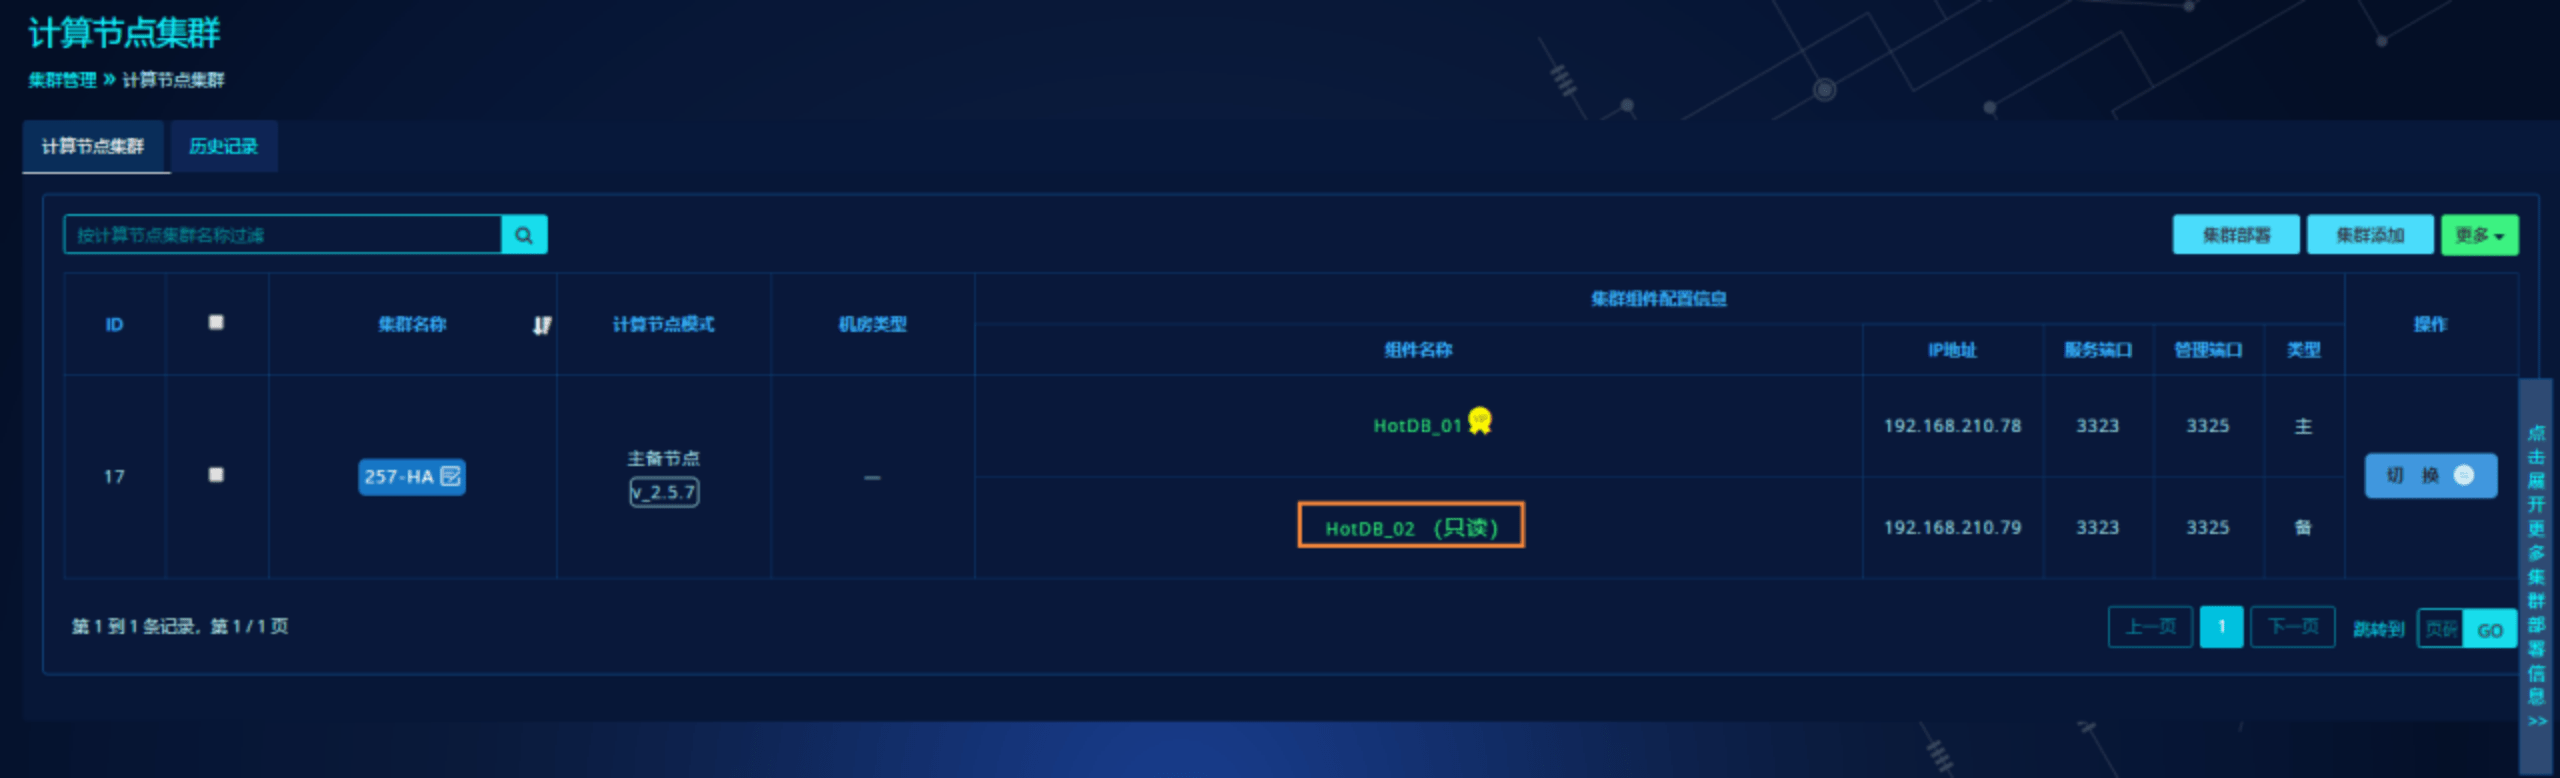 计算节点集群
集群管理 » 计算节点集群
计算节点集群 历史记录
按计算节点集群名称过滤
集群部署 集群添加 更多
ID 集群名称 计算节点模式 机房类型 集群组件配置信息 操作
组件名称 IP地址 服务端口 管理端口 类型
HotDB_01 192.168.210.78 3323 3325 主
17 257-HA 主备节点 — 切 换
v_2.5.7
HotDB_02 (只读) 192.168.210.79 3323 3325 备
第 1 到 1 条记录，第 1 / 1 页
上一页 1 下一页 跳转到 页码 GO
点击展开更多集群部署信息 >>